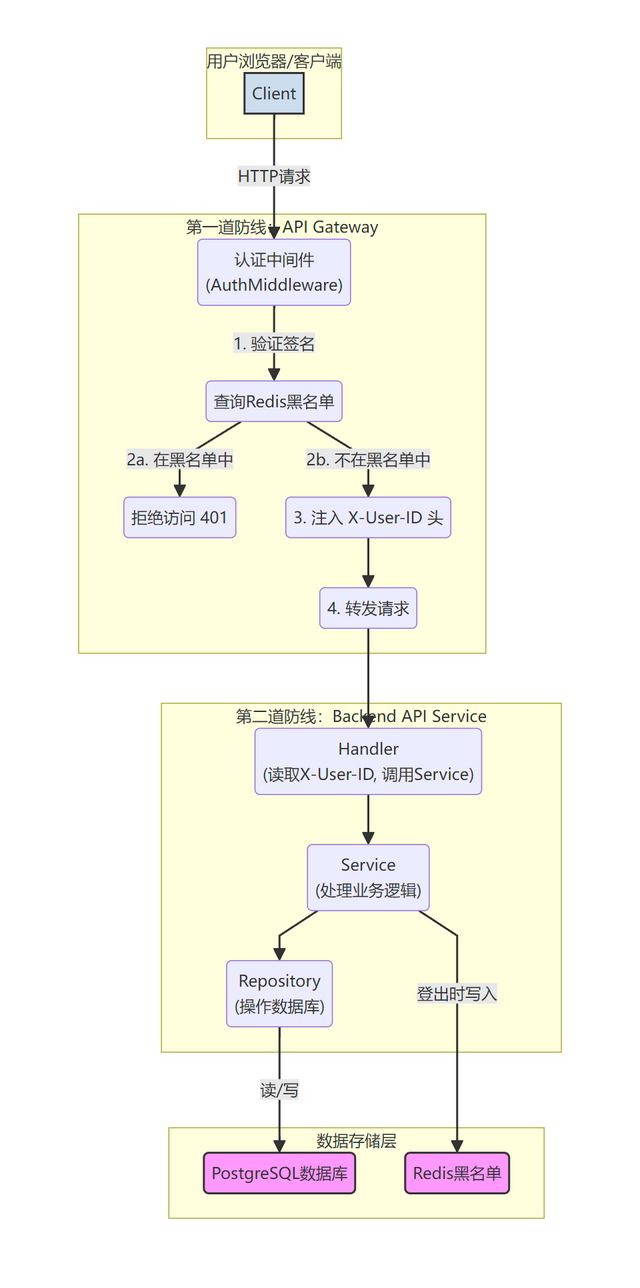 用户浏览器/客户端
Client
HTTP请求
第一道防线：API Gateway
认证中间件
(AuthMiddleware)
1. 验证签名
查询Redis黑名单
2a. 在黑名单中
2b. 不在黑名单中
拒绝访问 401
3. 注入 X-User-ID 头
4. 转发请求
第二道防线：Backend API Service
Handler
(读取X-User-ID, 调用Service)
Service
(处理业务逻辑)
Repository
(操作数据库)
登出时写入
读/写
数据存储层
PostgreSQL数据库
Redis黑名单